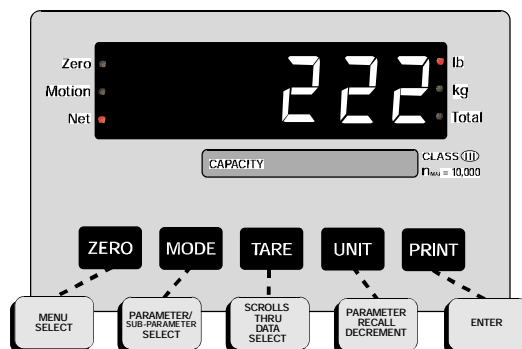 Zero
lb
Motion
kg
Net
Total
222
CAPACITY
CLASS III
nmax = 10,000
ZERO
MODE
TARE
UNIT
PRINT
MENU
SELECT
PARAMETER/
SUB-PARAMETER
SELECT
SCROLLS
THRU
DATA
SELECT
PARAMETER
RECALL
DECREMENT
ENTER